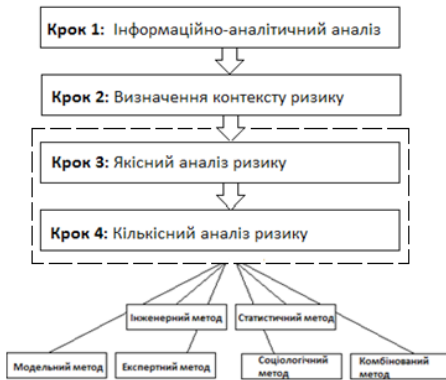 Крок 1: Інформаційно-аналітичний аналіз
Крок 2: Визначення контексту ризику
Крок 3: Якісний аналіз ризику
Крок 4: Кількісний аналіз ризику
Інженерний метод
Статистичний метод
Модельний метод
Експертний метод
Соціологічний
метод
Комбінований
метод